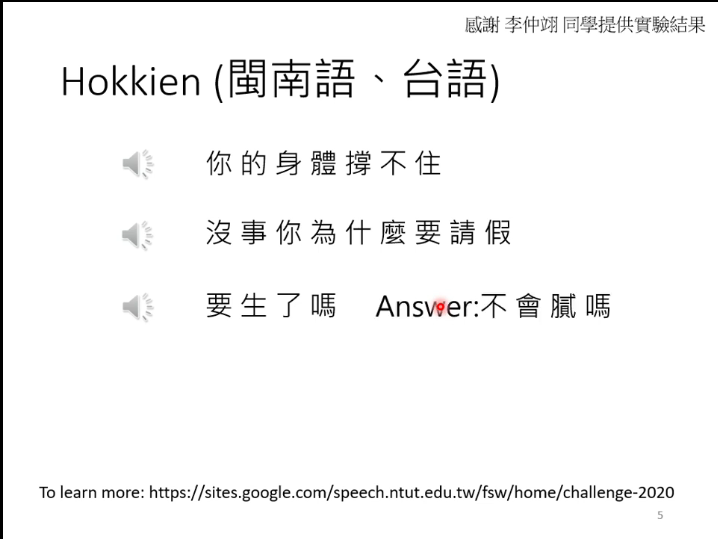 感謝 李仲翊 同學提供實驗結果
Hokkien (閩南語、台語)
你 的 身 體 撐 不 住
沒 事 你 為 什 麼 要 請 假
要 生 了 嗎 Answer:不 會 膩 嗎
To learn more: https://sites.google.com/speech.ntut.edu.tw/fsw/home/challenge-2020
5